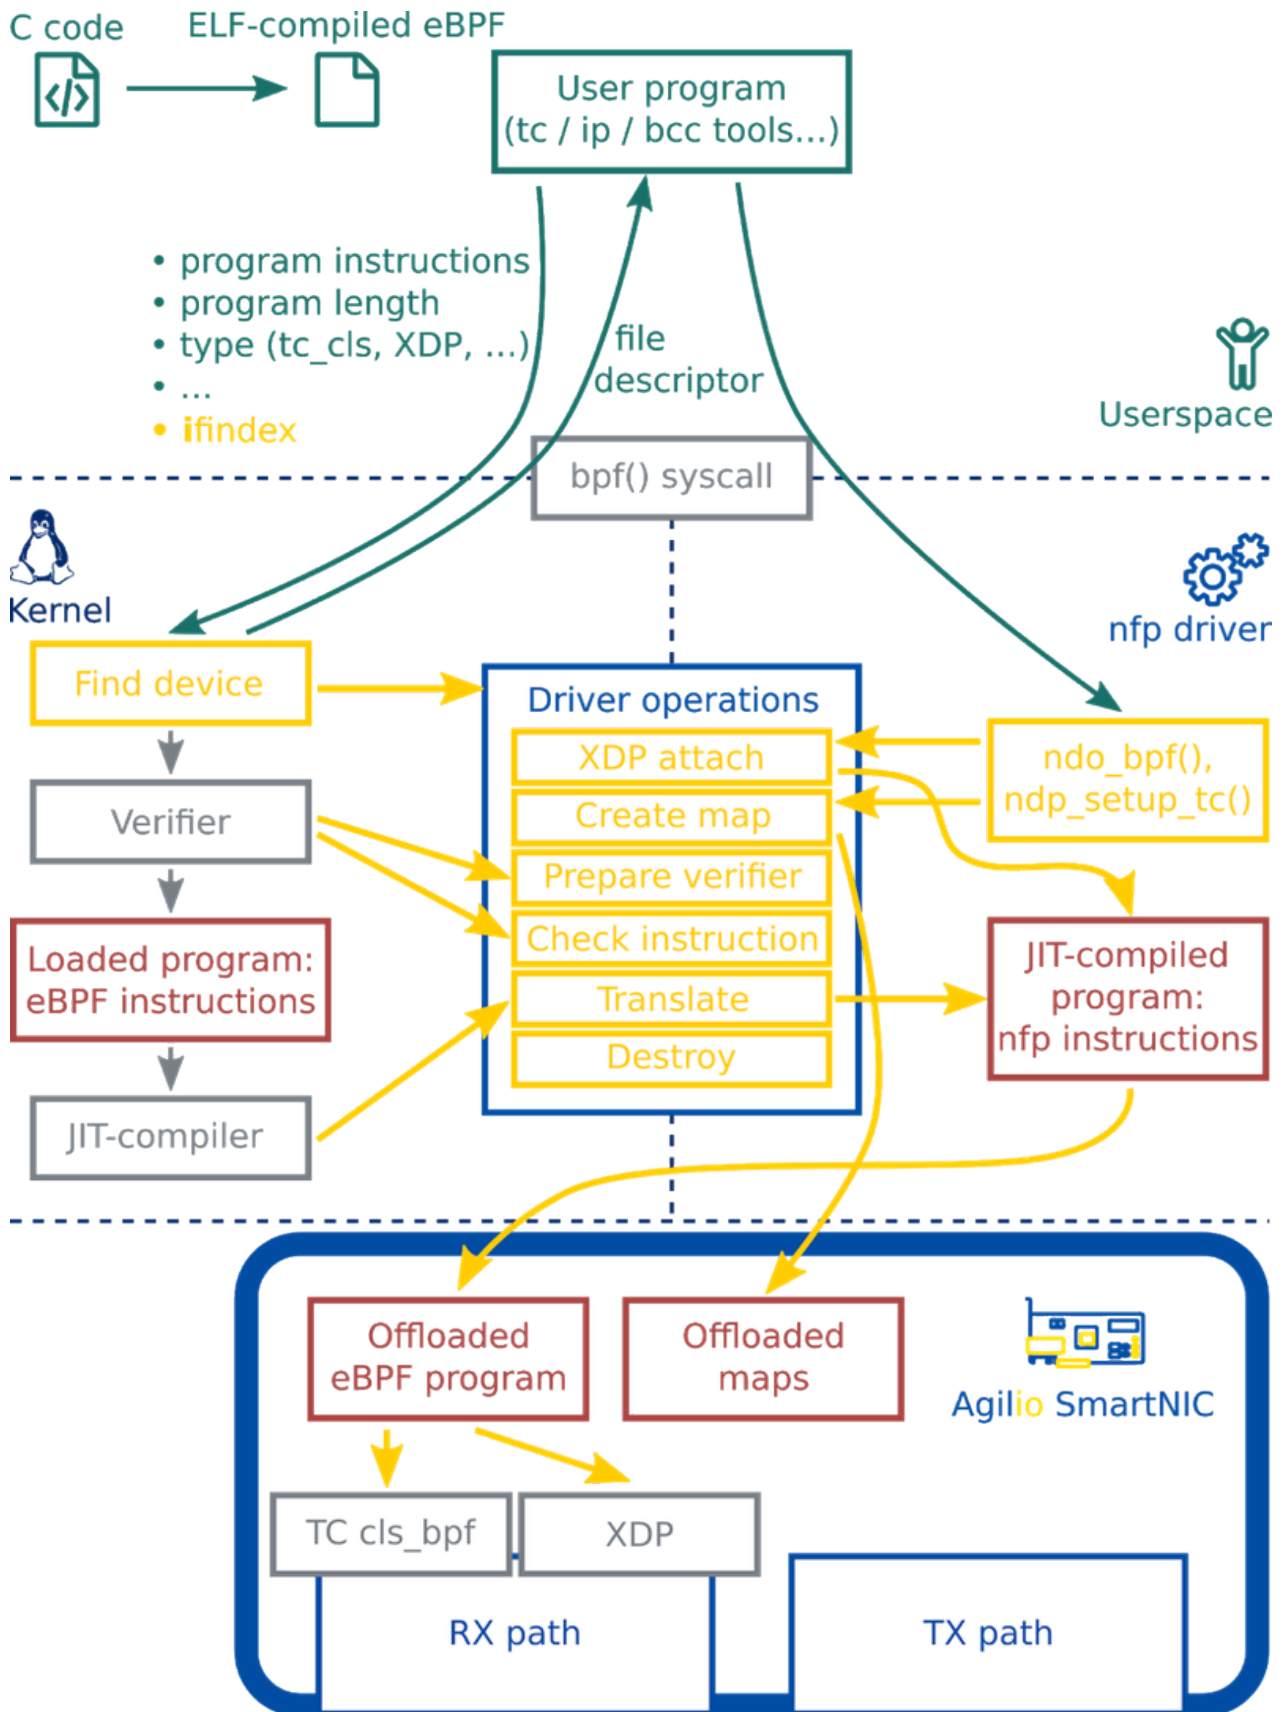 C code
ELF-compiled eBPF
User program
(tc / ip / bcc tools...)
• program instructions
• program length
• type (tc_cls, XDP, ...)
• ...
• ifindex
file
descriptor
Userspace
bpf() syscall
Kernel
nfp driver
Find device
Verifier
Loaded program:
eBPF instructions
JIT-compiler
Driver operations
XDP attach
Create map
Prepare verifier
Check instruction
Translate
Destroy
ndo_bpf(),
ndp_setup_tc()
JIT-compiled
program:
nfp instructions
Offloaded
eBPF program
Offloaded
maps
Agilio SmartNIC
TC cls_bpf
XDP
RX path
TX path